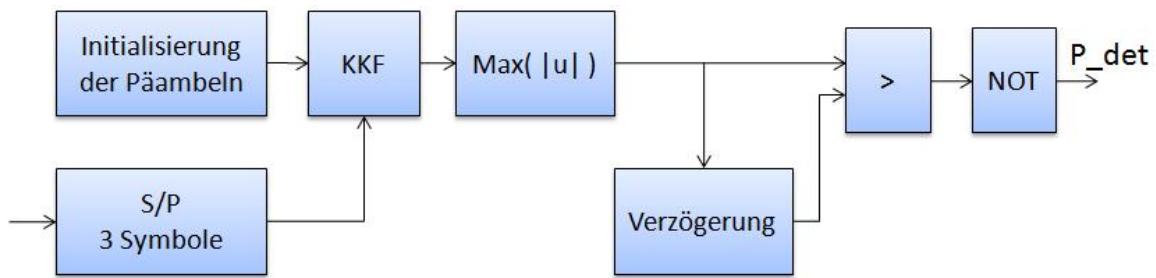 Initialisierung
der Päambeln
KKF
Max( |u| )
>
NOT
P_det
S/P
3 Symbole
Verzögerung